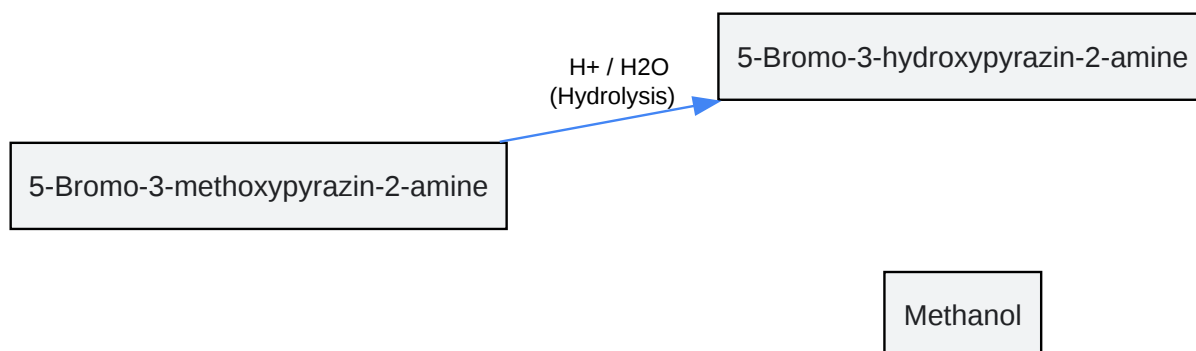 5-Bromo-3-hydroxypyrazin-2-amine
H+ / H2O
(Hydrolysis)
5-Bromo-3-methoxypyrazin-2-amine
Methanol